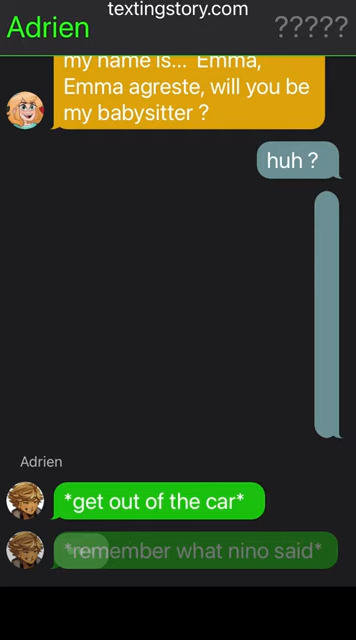 textingstory.com
Adrien ?????
my name is... Emma,
Emma agreste, will you be
my babysitter ?
huh ?
Adrien
*get out of the car*
*remember what nino said*